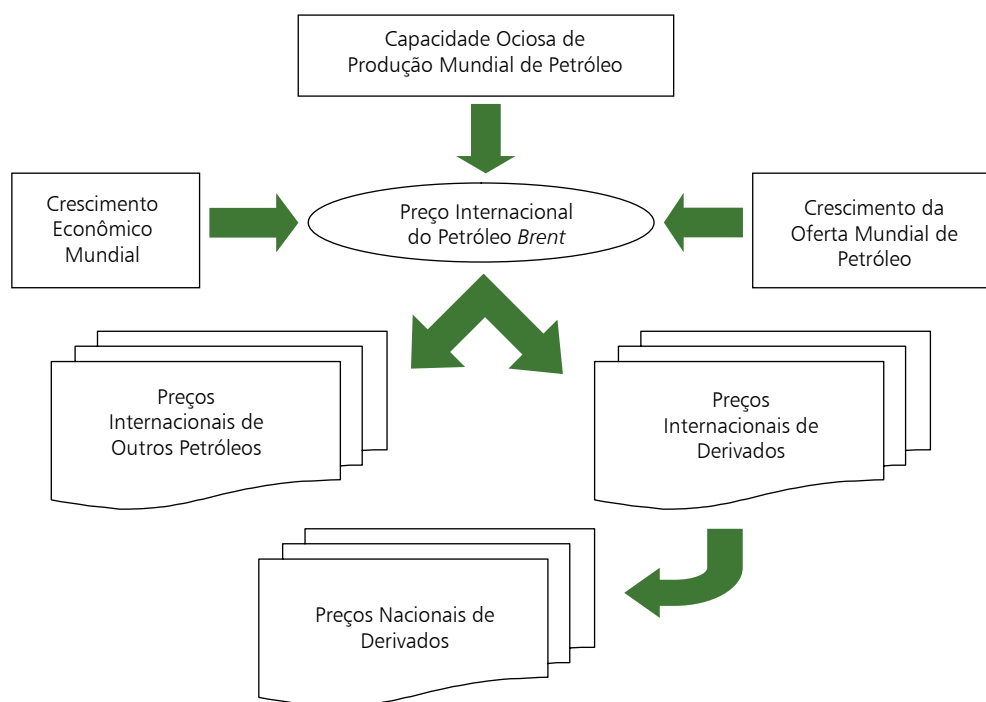 Capacidade Ociosa de
Produção Mundial de Petróleo
Crescimento
Econômico
Mundial
Preço Internacional
do Petróleo Brent
Crescimento da
Oferta Mundial de
Petróleo
Preços
Internacionais de
Outros Petróleos
Preços
Internacionais de
Derivados
Preços Nacionais de
Derivados